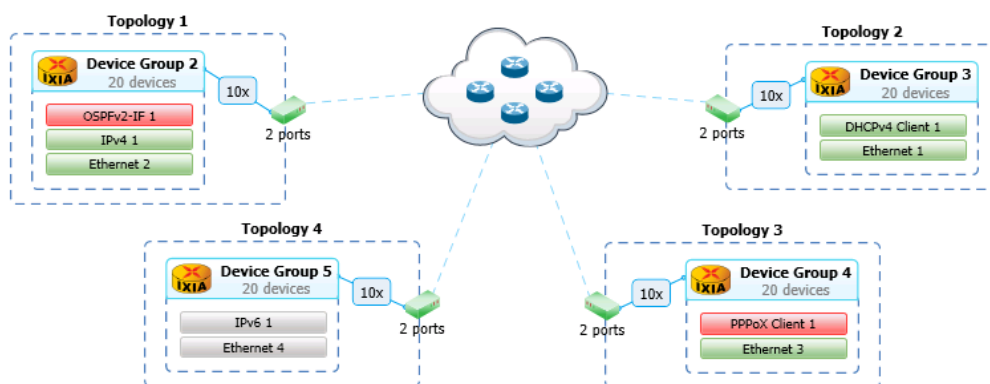 Topology 1
IXIA
Device Group 2
20 devices
10x
OSPFv2-IF 1
IPv4 1
Ethernet 2
2 ports
Topology 2
10x
IXIA
Device Group 3
20 devices
DHCPv4 Client 1
Ethernet 1
2 ports
Topology 4
IXIA
Device Group 5
20 devices
10x
IPv6 1
Ethernet 4
2 ports
Topology 3
10x
IXIA
Device Group 4
20 devices
PPPoX Client 1
Ethernet 3
2 ports